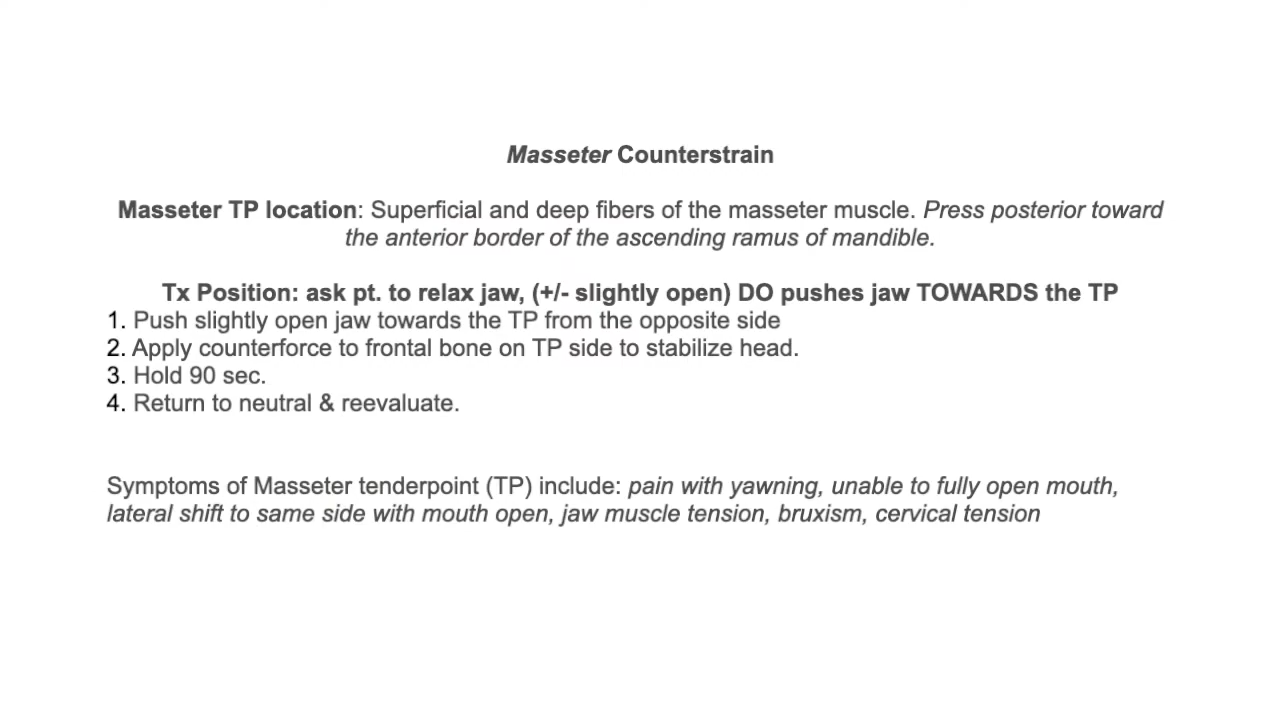 Masseter Counterstrain
Masseter TP location: Superficial and deep fibers of the masseter muscle. Press posterior toward
the anterior border of the ascending ramus of mandible.
Tx Position: ask pt. to relax jaw, (+/- slightly open) DO pushes jaw TOWARDS the TP
1. Push slightly open jaw towards the TP from the opposite side
2. Apply counterforce to frontal bone on TP side to stabilize head.
3. Hold 90 sec.
4. Return to neutral & reevaluate.
Symptoms of Masseter tenderpoint (TP) include: pain with yawning, unable to fully open mouth,
lateral shift to same side with mouth open, jaw muscle tension, bruxism, cervical tension